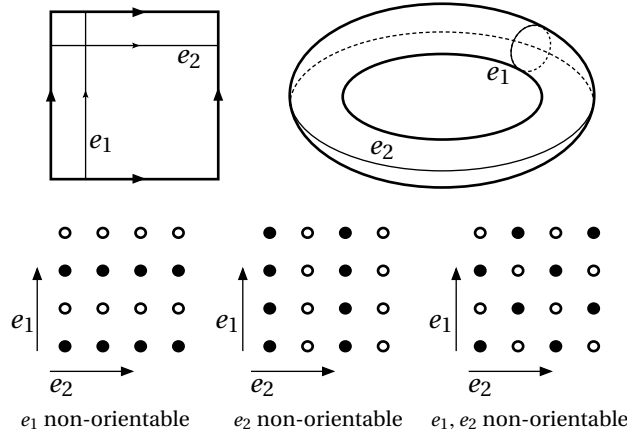 e₂
e₁
e₁
e₂
e₁
e₁
e₁
e₂
e₂
e₂
e₁ non-orientable
e₂ non-orientable
e₁, e₂ non-orientable